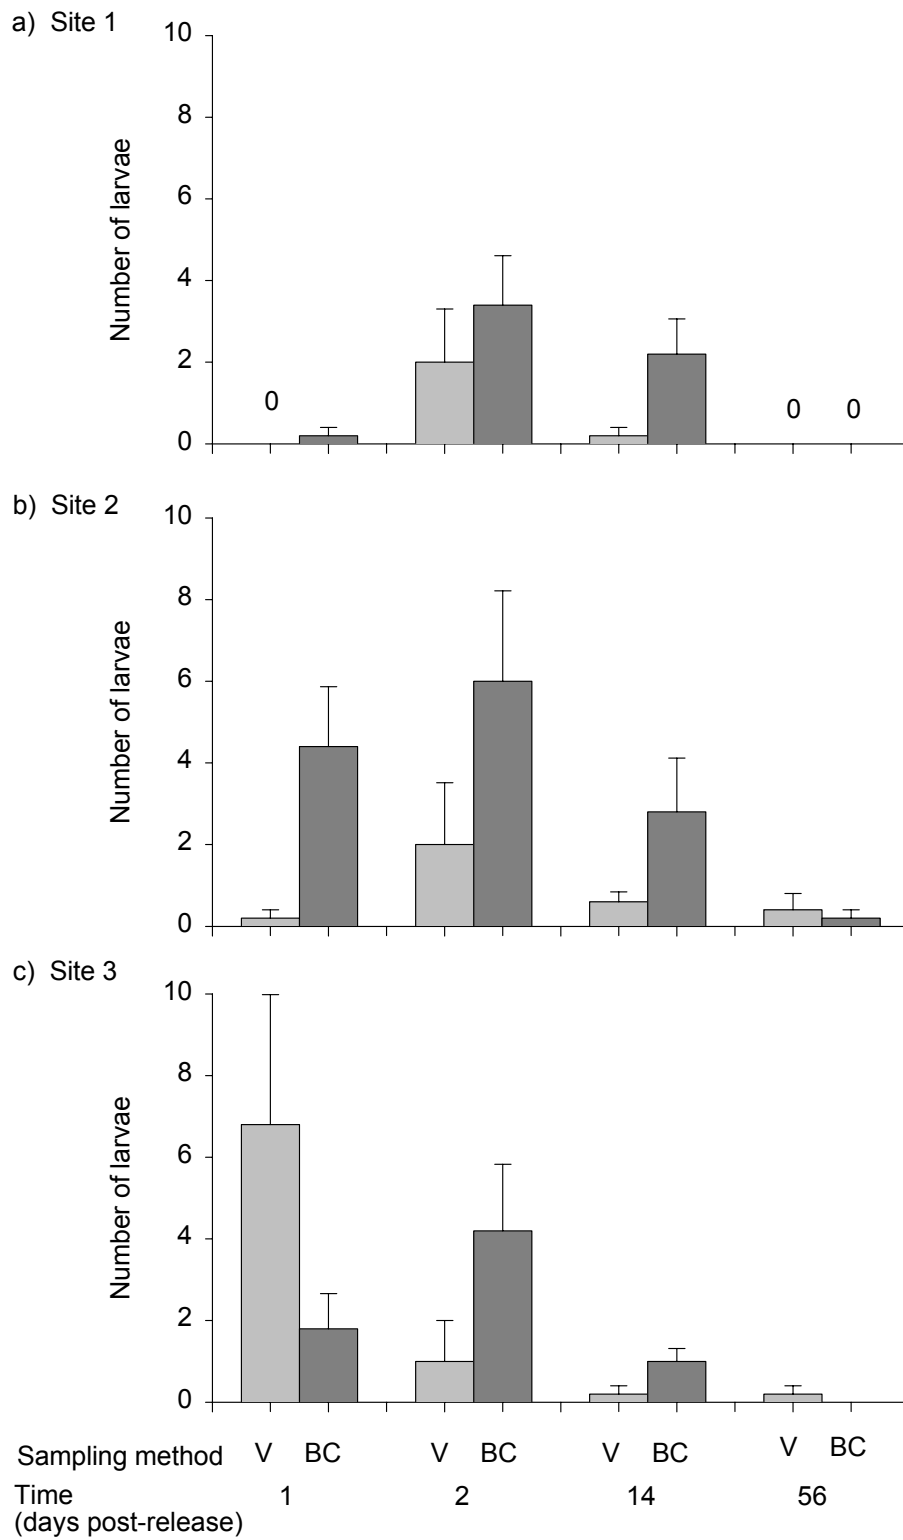 a) Site 1
10
8
6
4
2
0
Number of larvae
0
0 0
b) Site 2
10
8
6
4
2
0
Number of larvae
c) Site 3
10
8
6
4
2
0
Number of larvae
Sampling method V BC V BC V BC V BC
Time 1 2 14 56
(days post-release)